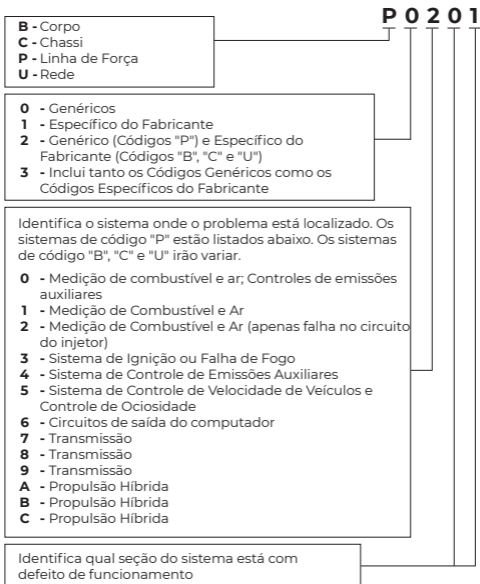 P 0 2 0 1
B - Corpo
C - Chassi
P - Linha de Força
U - Rede
0 - Genéricos
1 - Específico do Fabricante
2 - Genérico (Códigos "P") e Específico do
Fabricante (Códigos "B", "C" e "U")
3 - Inclui tanto os Códigos Genéricos como os
Códigos Específicos do Fabricante
Identifica o sistema onde o problema está localizado. Os
sistemas de código "P" estão listados abaixo. Os sistemas
de código "B", "C" e "U" irão variar.
0 - Medição de combustível e ar; Controles de emissões
auxiliares
1 - Medição de Combustível e Ar
2 - Medição de Combustível e Ar (apenas falha no circuito
do injetor)
3 - Sistema de Ignição ou Falha de Fogo
4 - Sistema de Controle de Emissões Auxiliares
5 - Sistema de Controle de Velocidade de Veículos e
Controle de Ociosidade
6 - Circuitos de saída do computador
7 - Transmissão
8 - Transmissão
9 - Transmissão
A - Propulsão Híbrida
B - Propulsão Híbrida
C - Propulsão Híbrida
Identifica qual seção do sistema está com
defeito de funcionamento